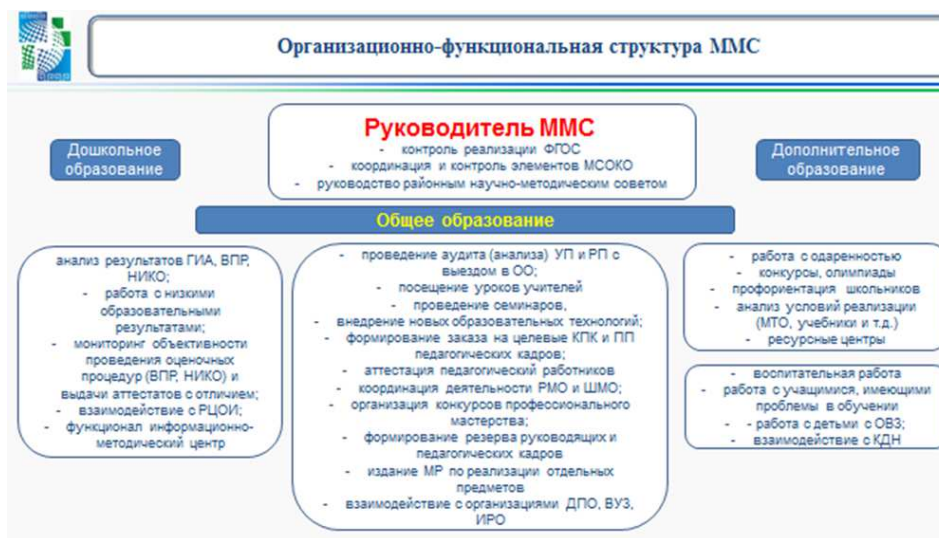 Организационно-функциональная структура ММС
Дошкольное
образование
Руководитель ММС
- контроль реализации ФГОС
- координация и контроль элементов МСОКО
- руководство районным научно-методическим советом
Дополнительное
образование
Общее образование
анализ результатов ГИА, ВПР,
НИКО;
- работа с низкими
образовательными
результатами;
- мониторинг объективности
проведения оценочных
процедур (ВПР, НИКО) и
выдачи аттестатов с отличием;
- взаимодействие с РЦОИ;
- функционал информационно-
методический центр
- проведение аудита (анализа) УП и РП с
выездом в ОО;
- посещение уроков учителей
- проведение семинаров,
- внедрение новых образовательных технологий;
- формирование заказа на целевые КПК и ПП
педагогических кадров;
- аттестация педагогический работников
- координация деятельности РМО и ШМО;
- организация конкурсов профессионального
мастерства;
- формирование резерва руководящих и
педагогических кадров
- издание МР по реализации отдельных
предметов
- взаимодействие с организациями ДПО, ВУЗ,
ИРО
- работа с одаренностью
- конкурсы, олимпиады
- профориентация школьников
- анализ условий реализации
(МТО, учебники и т.д.)
- ресурсные центры
- воспитательная работа
- работа с учащимися, имеющими
проблемы в обучении
- - работа с детьми с ОВЗ;
- взаимодействие с КДН